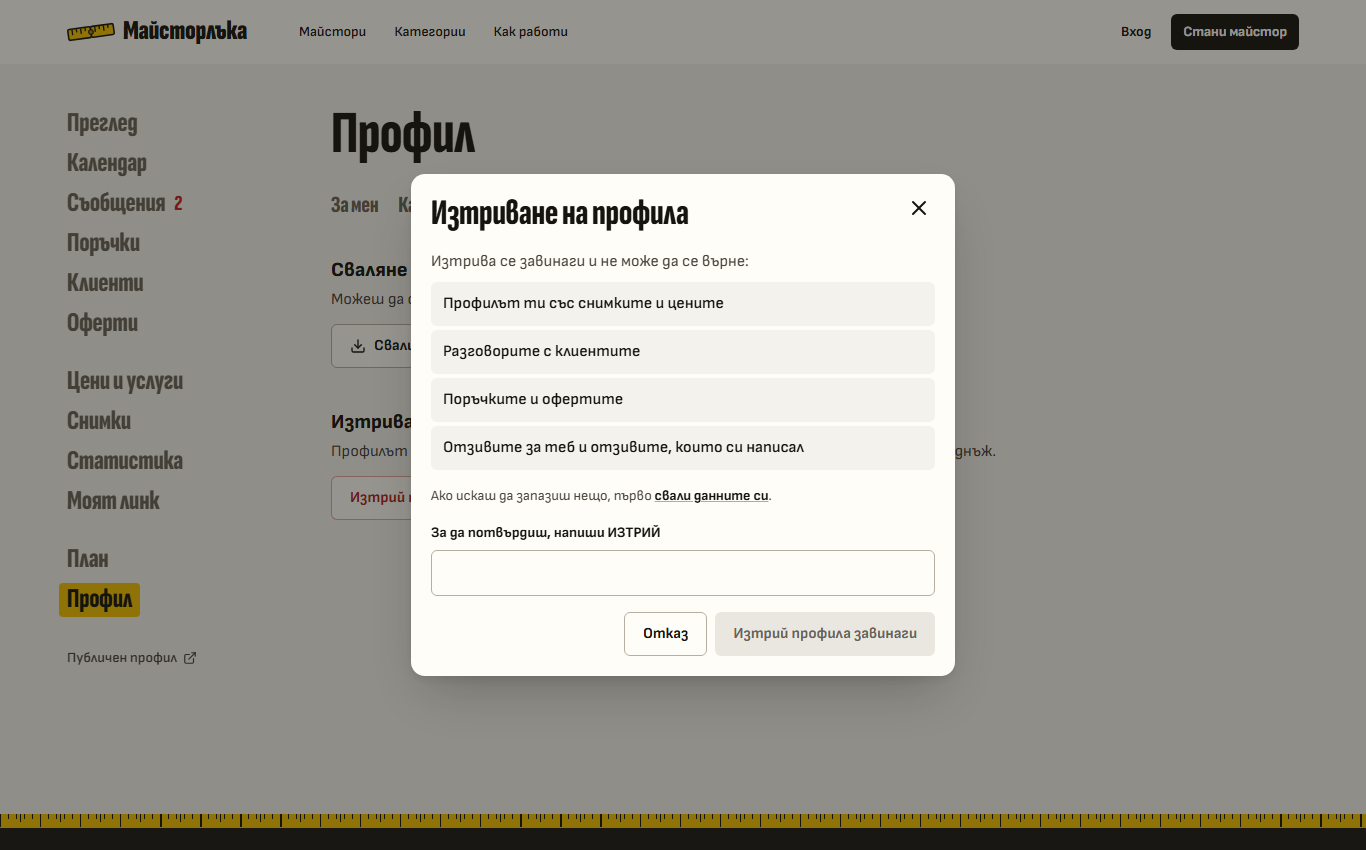 Майсторлъка
Майстори
Категории
Как работи
Вход
Стани майстор
Преглед
Календар
Съобщения 2
Поръчки
Клиенти
Оферти
Цени и услуги
Снимки
Статистика
Моят линк
План
Профил
Публичен профил
Профил
За мен
Сваляне
Можеш да
Изтриване на профила
Изтрива се завинаги и не може да се върне:
Профилът ти със снимките и цените
Разговорите с клиентите
Поръчките и офертите
Отзивите за теб и отзивите, които си написал
Ако искаш да запазиш нещо, първо свали данните си.
За да потвърдиш, напиши ИЗТРИЙ
Отказ
Изтрий профила завинаги
Профилът
Изтрий